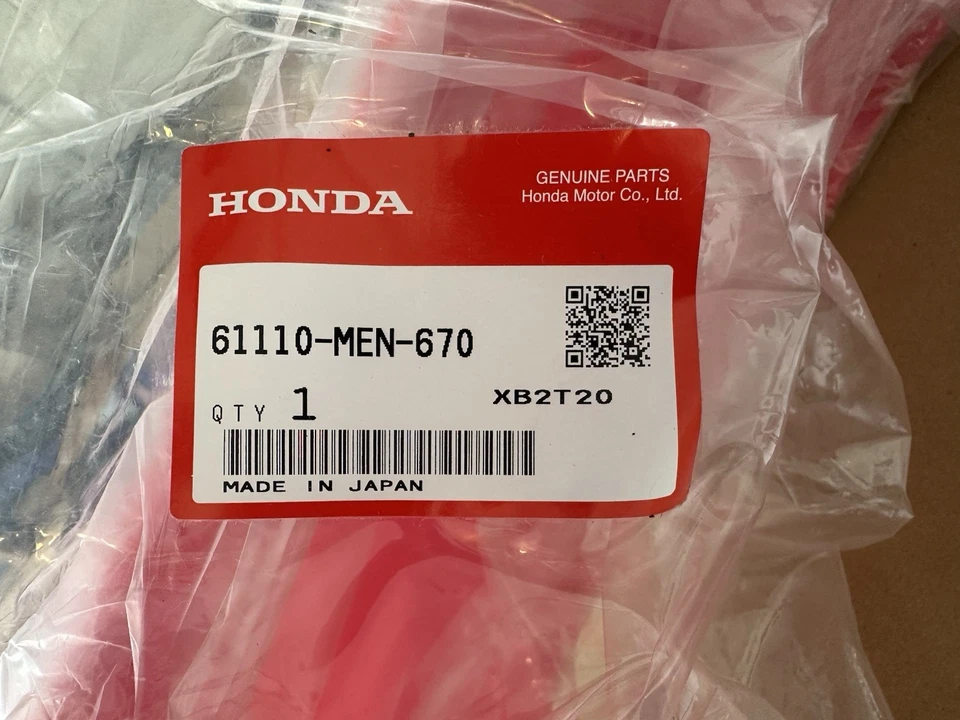 HONDA
GENUINE PARTS
Honda Motor Co., Ltd.
61110-MEN-670
QTY 1
XB2T20
MADE IN JAPAN